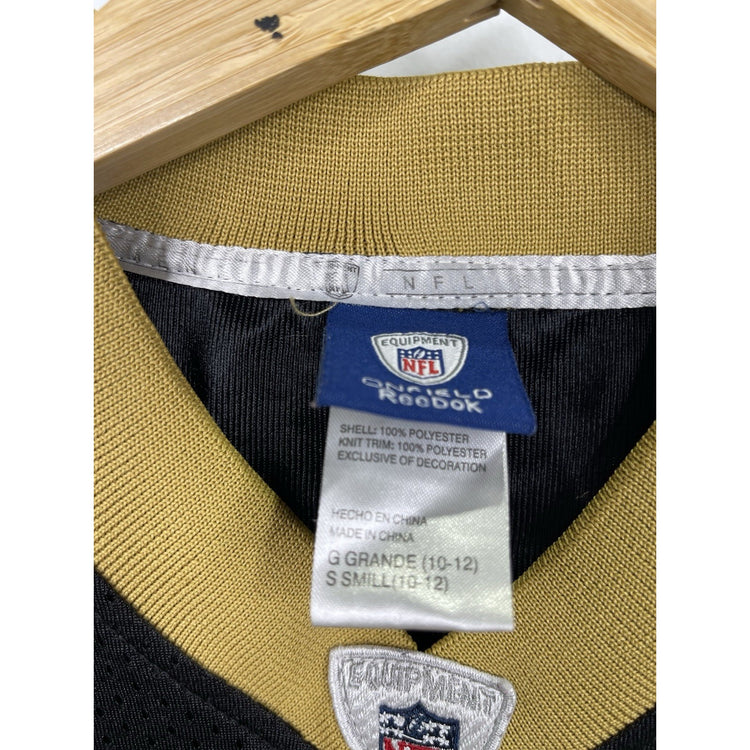 NFL
EQUIPMENT
NFL
ONFIELD
Reebok
SHELL: 100% POLYESTER
KNIT TRIM: 100% POLYESTER
EXCLUSIVE OF DECORATION
HECHO EN CHINA
MADE IN CHINA
G GRANDE (10-12)
S SMILL(10-12)
EQUIPMENT
NFL